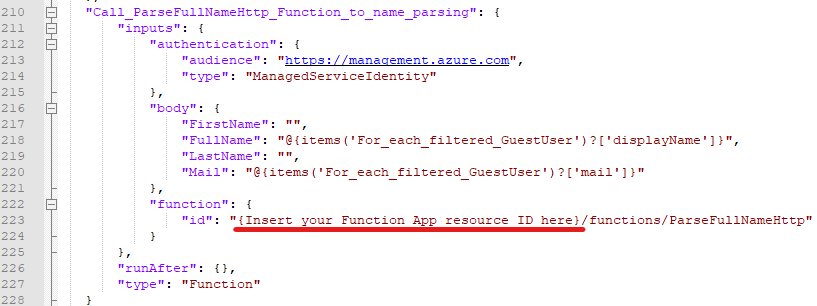 210 "Call_ParseFullNameHttp_Function_to_name_parsing": {
211 "inputs": {
212 "authentication": {
213 "audience": "https://management.azure.com",
214 "type": "ManagedServiceIdentity"
215 },
216 "body": {
217 "FirstName": "",
218 "FullName": "@{items('For_each_filtered_GuestUser')?['displayName']}",
219 "LastName": "",
220 "Mail": "@{items('For_each_filtered_GuestUser')?['mail']}"
221 },
222 "function": {
223 "id": "{Insert your Function App resource ID here}/functions/ParseFullNameHttp"
224 }
225 },
226 "runAfter": {},
227 "type": "Function"
228 }